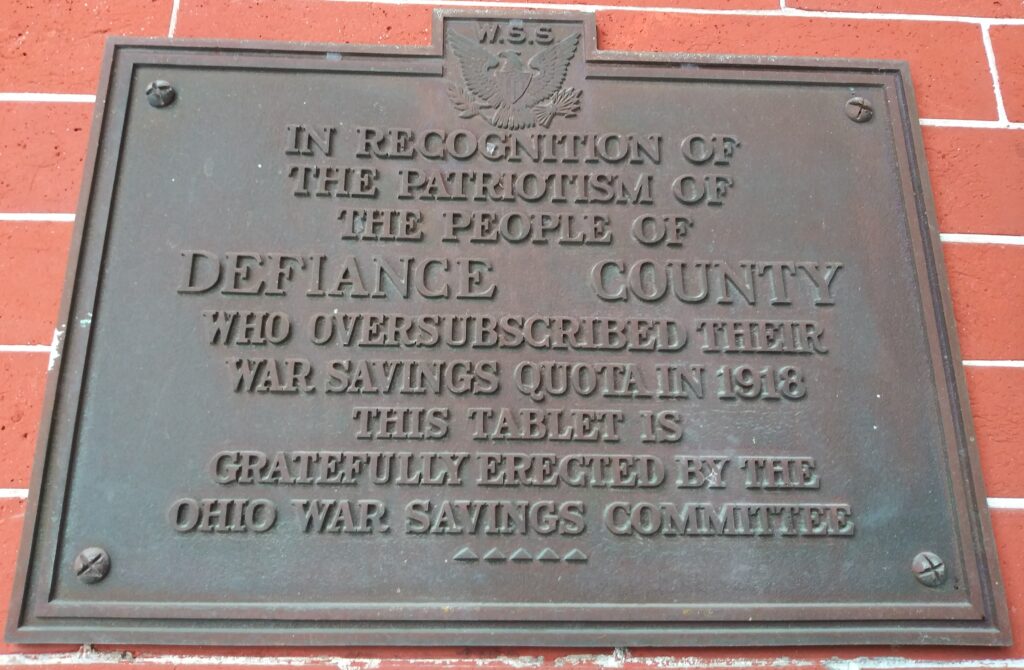 W.S.S
IN RECOGNITION OF
THE PATRIOTISM OF
THE PEOPLE OF
DEFIANCE COUNTY
WHO OVERSUBSCRIBED THEIR
WAR SAVINGS QUOTA IN 1918
THIS TABLET IS
GRATEFULLY ERECTED BY THE
OHIO WAR SAVINGS COMMITTEE